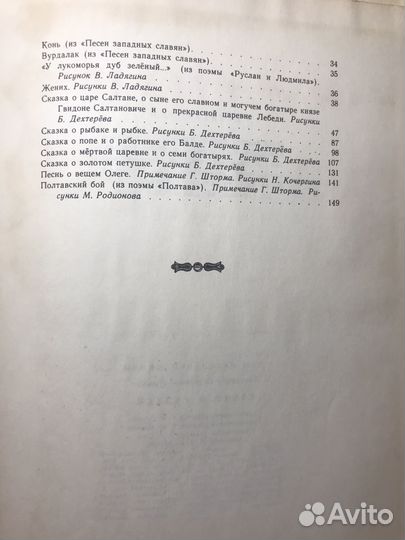 Конь (из «Песен западных славян»). . . . . . . . . . . . 34
Вурдалак (из «Песен западных славян»). . . . . . . . . . 35
«У лукоморья дуб зелёный...» (из поэмы «Руслан и Людмила»).
Рисунок В. Ладягина . . . . . . . . . . . . 36
Жених. Рисунки В. Ладягина . . . . . . . . . . . . 38
Сказка о царе Салтане, о сыне его славном и могучем богатыре князе
Гвидоне Салтановиче и о прекрасной царевне Лебеди. Рисунки
Б. Дехтерёва . . . . . . . . . . . . 47
Сказка о рыбаке и рыбке. Рисунки Б. Дехтерёва . . . . . . 87
Сказка о попе и о работнике его Балде. Рисунки Б. Дехтерёва . . 98
Сказка о мёртвой царевне и о семи богатырях. Рисунки Б. Дехтерёва 107
Сказка о золотом петушке. Рисунки Б. Дехтерёва . . . . . . 131
Песнь о вещем Олеге. Примечание Г. Шторма. Рисунки Н. Кочергина 141
Полтавский бой (из поэмы «Полтава»). Примечание Г. Шторма. Ри-
сунки М. Родионова . . . . . . . . . . . . 149
Avito